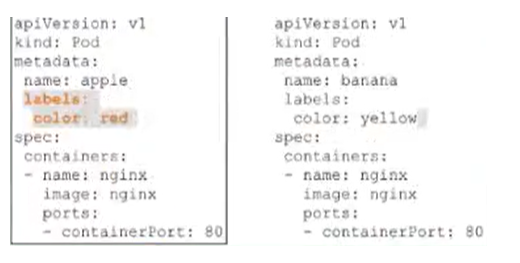 apiVersion: v1
kind: Pod
metadata:
 name: apple
 labels:
  color: red
spec:
 containers:
 - name: nginx
   image: nginx
   ports:
   - containerPort: 80
apiVersion: v1
kind: Pod
metadata:
 name: banana
 labels:
  color: yellow
spec:
 containers:
 - name: nginx
   image: nginx
   ports:
   - containerPort: 80